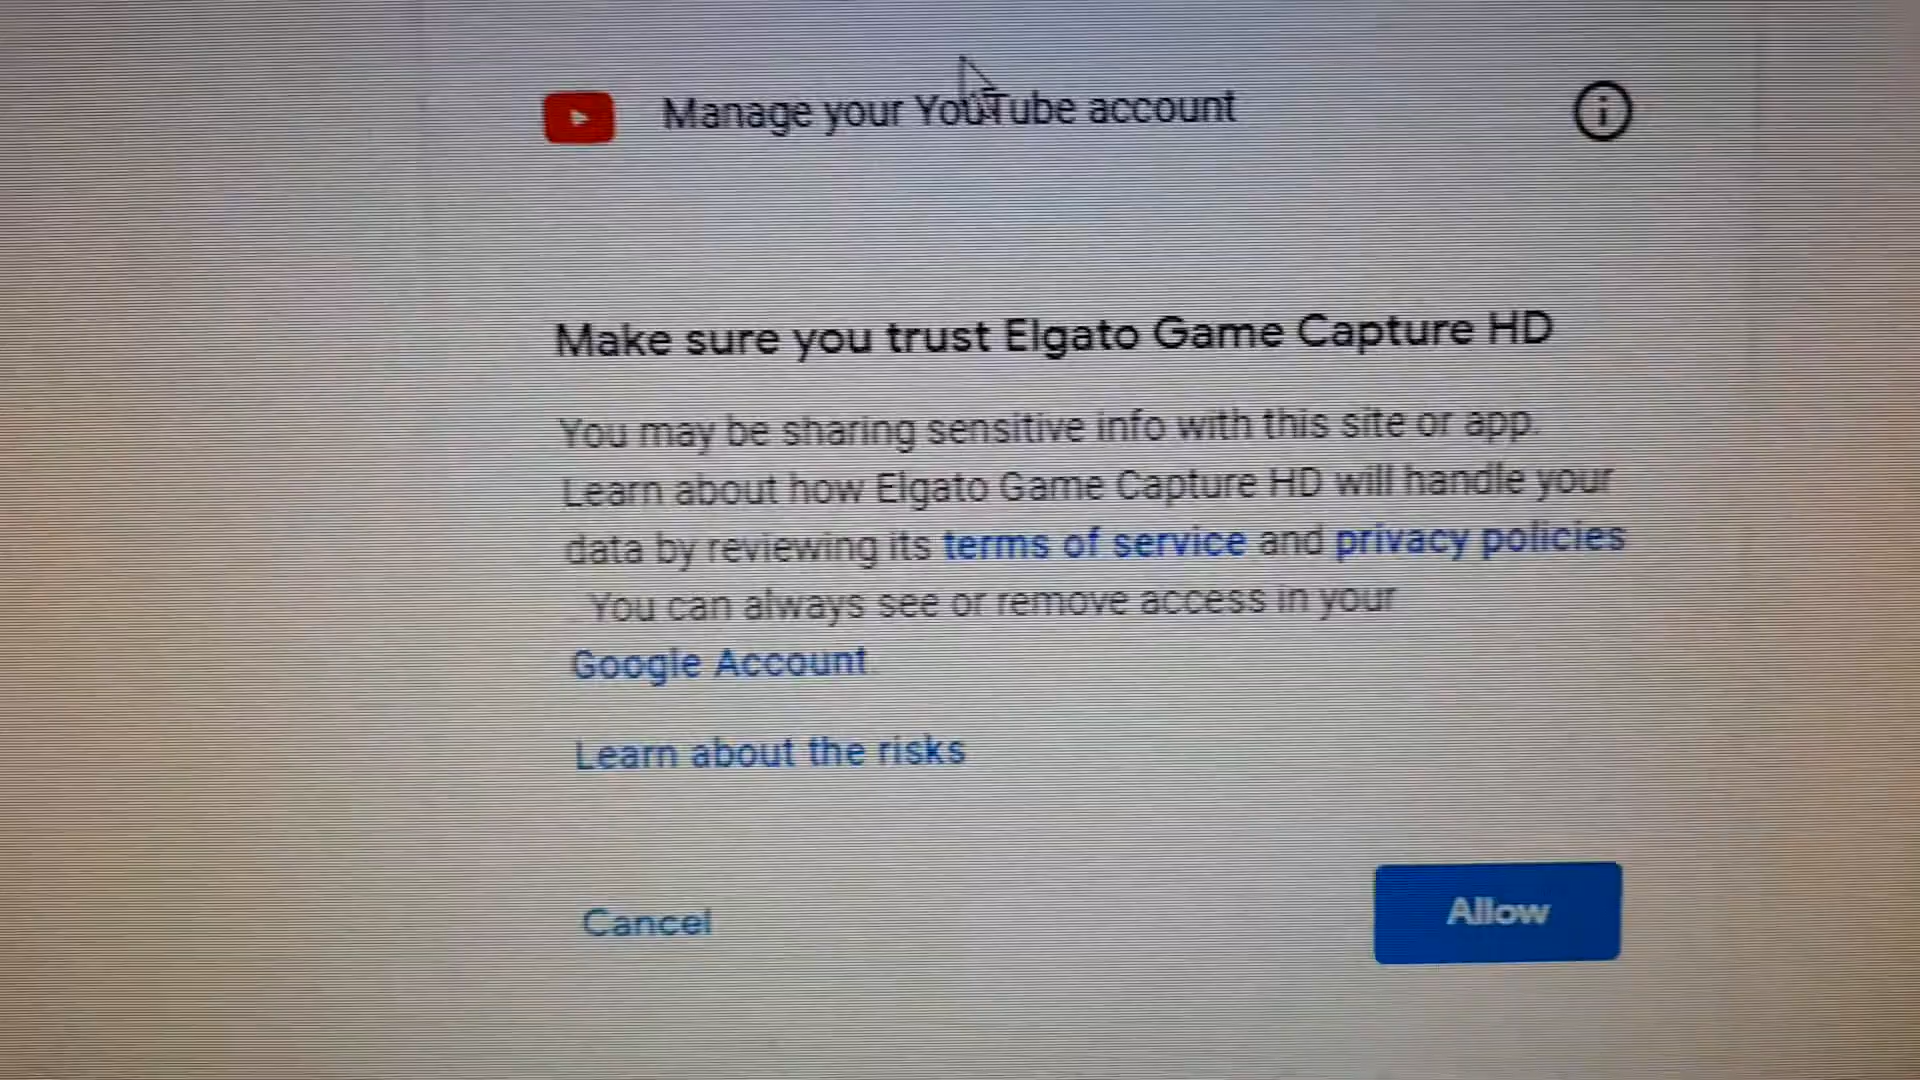 Manage your YouTube account
Make sure you trust Elgato Game Capture HD
You may be sharing sensitive info with this site or app.
Learn about how Elgato Game Capture HD will handle your
data by reviewing its terms of service and privacy policies
. You can always see or remove access in your
Google Account.
Learn about the risks
Cancel
Allow